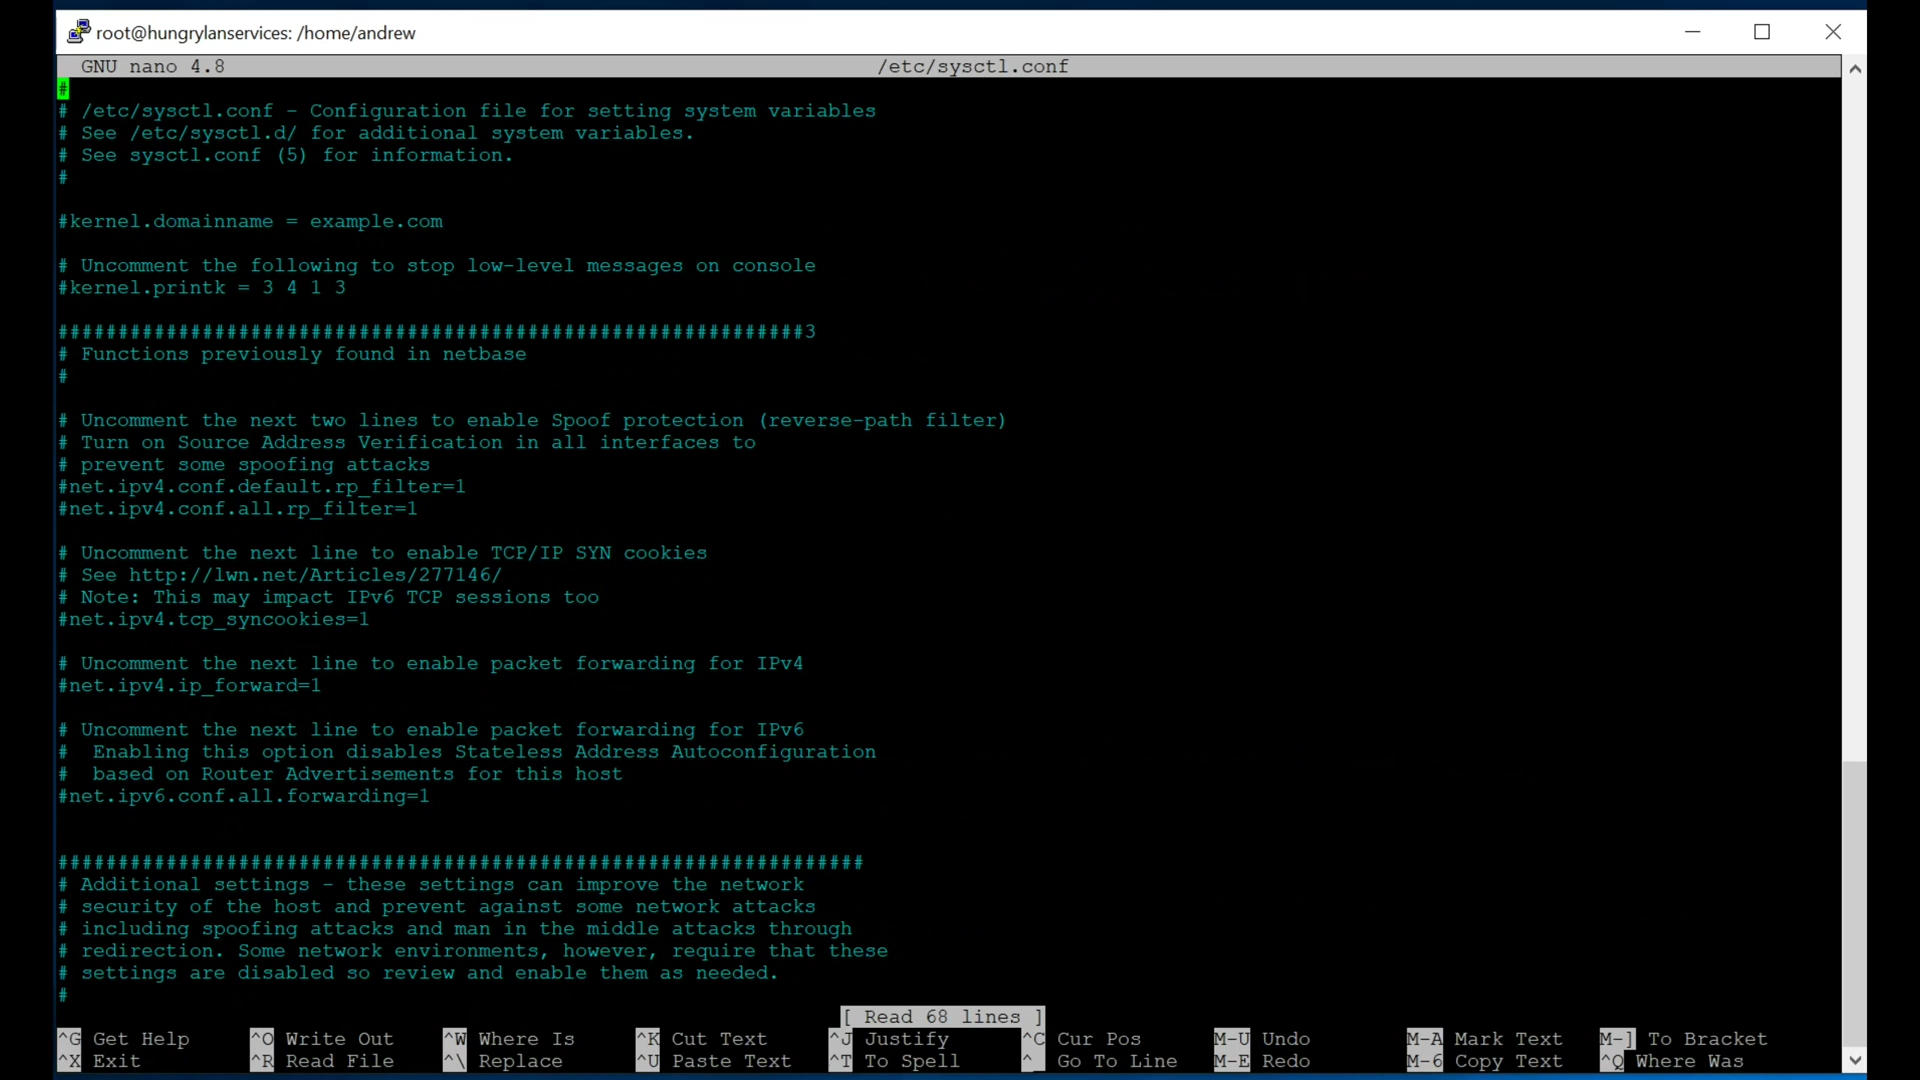 root@hungrylanservices: /home/andrew
GNU nano 4.8 /etc/sysctl.conf
#
# /etc/sysctl.conf - Configuration file for setting system variables
# See /etc/sysctl.d/ for additional system variables.
# See sysctl.conf (5) for information.
#
#kernel.domainname = example.com
# Uncomment the following to stop low-level messages on console
#kernel.printk = 3 4 1 3
##############################################################3
# Functions previously found in netbase
#
# Uncomment the next two lines to enable Spoof protection (reverse-path filter)
# Turn on Source Address Verification in all interfaces to
# prevent some spoofing attacks
#net.ipv4.conf.default.rp_filter=1
#net.ipv4.conf.all.rp_filter=1
# Uncomment the next line to enable TCP/IP SYN cookies
# See http://lwn.net/Articles/277146/
# Note: This may impact IPv6 TCP sessions too
#net.ipv4.tcp_syncookies=1
# Uncomment the next line to enable packet forwarding for IPv4
#net.ipv4.ip_forward=1
# Uncomment the next line to enable packet forwarding for IPv6
#  Enabling this option disables Stateless Address Autoconfiguration
#  based on Router Advertisements for this host
#net.ipv6.conf.all.forwarding=1
###################################################################
# Additional settings - these settings can improve the network
# security of the host and prevent against some network attacks
# including spoofing attacks and man in the middle attacks through
# redirection. Some network environments, however, require that these
# settings are disabled so review and enable them as needed.
#
[ Read 68 lines ]
^G Get Help ^O Write Out ^W Where Is ^K Cut Text ^J Justify ^C Cur Pos M-U Undo M-A Mark Text M-] To Bracket
^X Exit ^R Read File ^\ Replace ^U Paste Text ^T To Spell ^_ Go To Line M-E Redo M-6 Copy Text ^Q Where Was